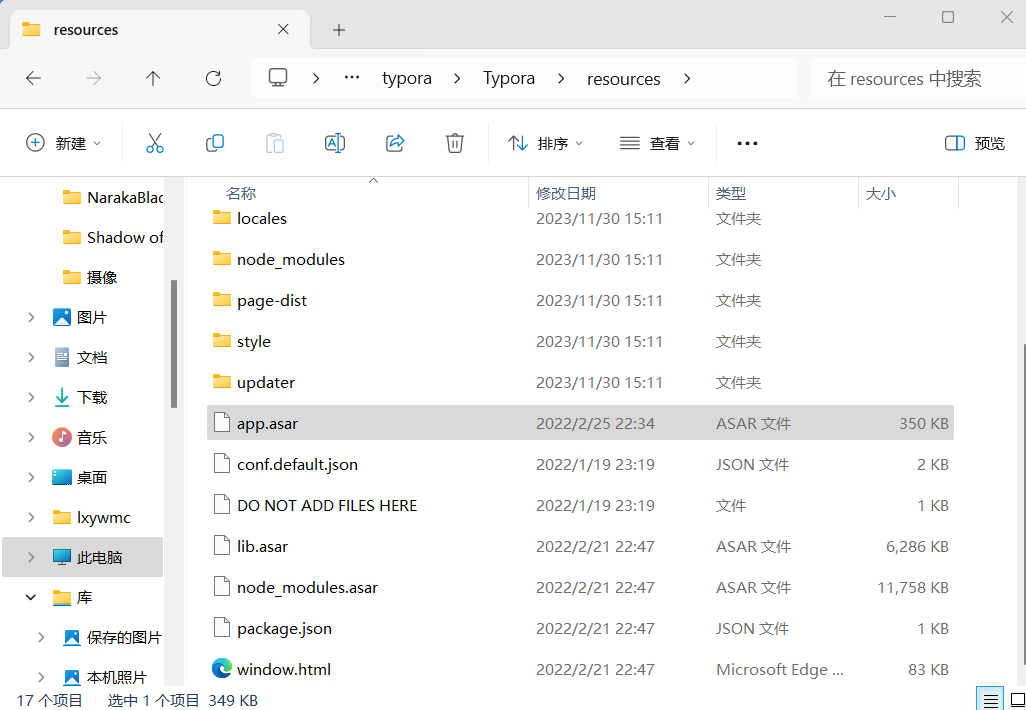 resources
typora Typora resources 在 resources 中搜索
新建 排序 查看 预览
名称 修改日期 类型 大小
NarakaBlad
Shadow of
摄像
图片
文档
下载
音乐
桌面
lxywmc
此电脑
库
保存的图片
本机照片
locales 2023/11/30 15:11 文件夹
node_modules 2023/11/30 15:11 文件夹
page-dist 2023/11/30 15:11 文件夹
style 2023/11/30 15:11 文件夹
updater 2023/11/30 15:11 文件夹
app.asar 2022/2/25 22:34 ASAR 文件 350 KB
conf.default.json 2022/1/19 23:19 JSON 文件 2 KB
DO NOT ADD FILES HERE 2022/1/19 23:19 文件 1 KB
lib.asar 2022/2/21 22:47 ASAR 文件 6,286 KB
node_modules.asar 2022/2/21 22:47 ASAR 文件 11,758 KB
package.json 2022/2/21 22:47 JSON 文件 1 KB
window.html 2022/2/21 22:47 Microsoft Edge ... 83 KB
17 个项目 选中 1 个项目 349 KB